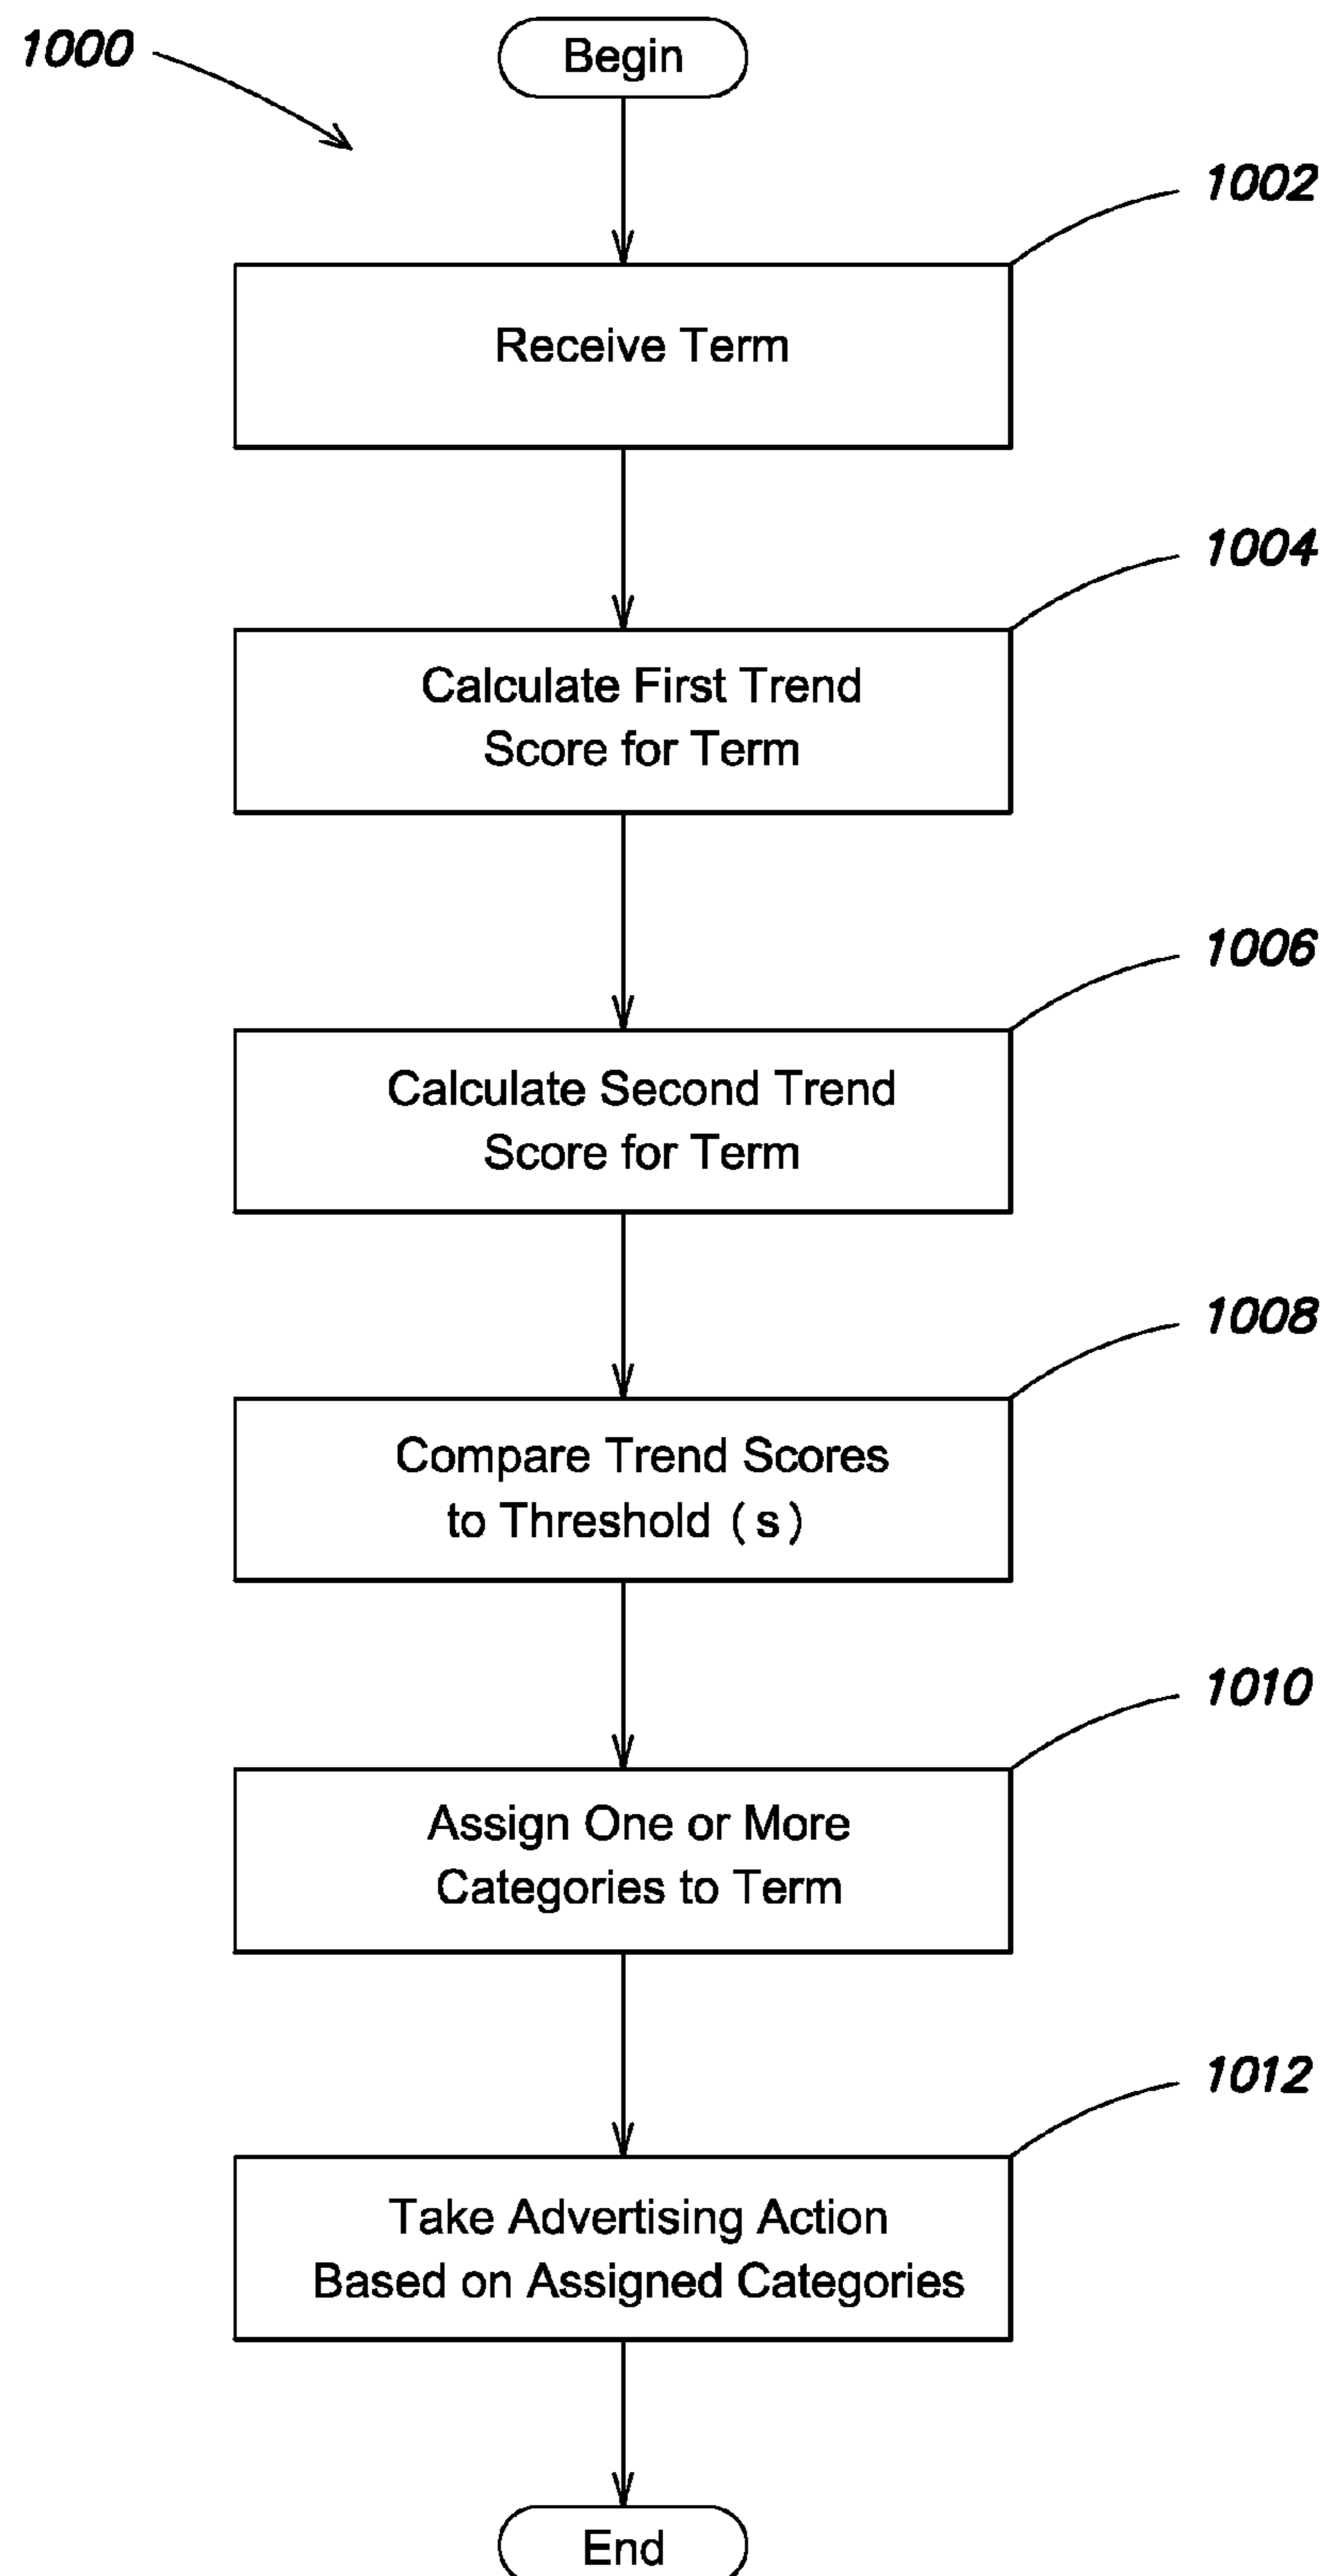 1000
Begin
1002
Receive Term
1004
Calculate First Trend
Score for Term
1006
Calculate Second Trend
Score for Term
1008
Compare Trend Scores
to Threshold (s)
1010
Assign One or More
Categories to Term
1012
Take Advertising Action
Based on Assigned Categories
End